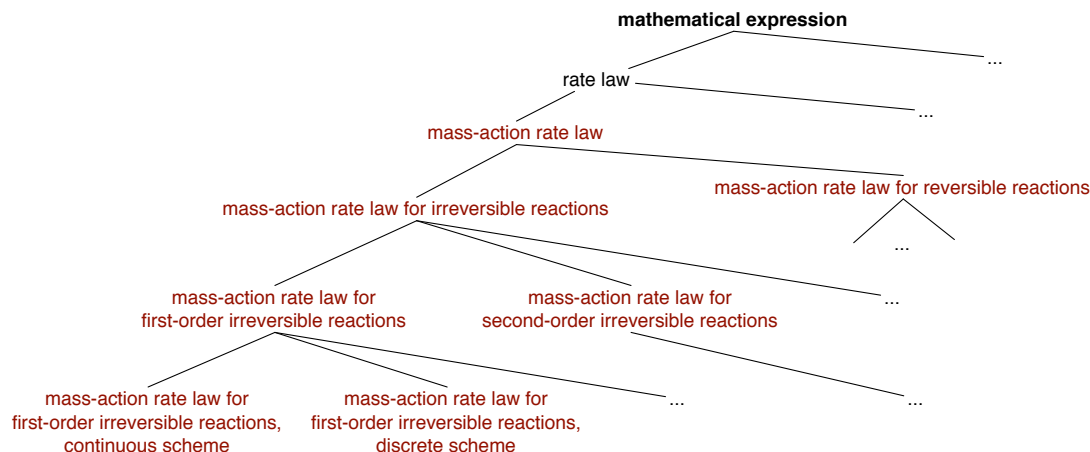 mathematical expression
...
rate law
...
mass-action rate law
mass-action rate law for reversible reactions
mass-action rate law for irreversible reactions
...
mass-action rate law for
first-order irreversible reactions
mass-action rate law for
second-order irreversible reactions
...
mass-action rate law for
first-order irreversible reactions,
continuous scheme
mass-action rate law for
first-order irreversible reactions,
discrete scheme
...
...